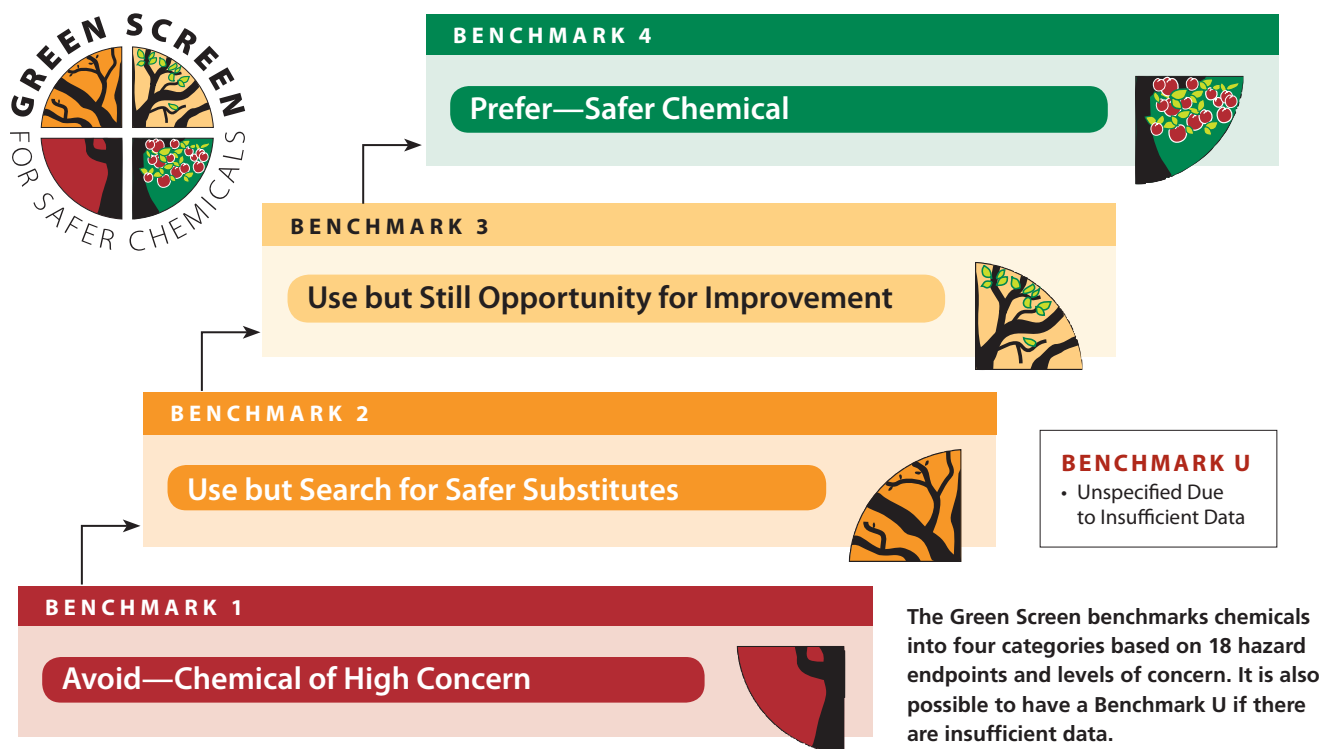 GREEN SCREEN
FOR SAFER CHEMICALS
BENCHMARK 4
Prefer—Safer Chemical
BENCHMARK 3
Use but Still Opportunity for Improvement
BENCHMARK 2
Use but Search for Safer Substitutes
BENCHMARK U
• Unspecified Due
to Insufficient Data
BENCHMARK 1
Avoid—Chemical of High Concern
The Green Screen benchmarks chemicals
into four categories based on 18 hazard
endpoints and levels of concern. It is also
possible to have a Benchmark U if there
are insufficient data.